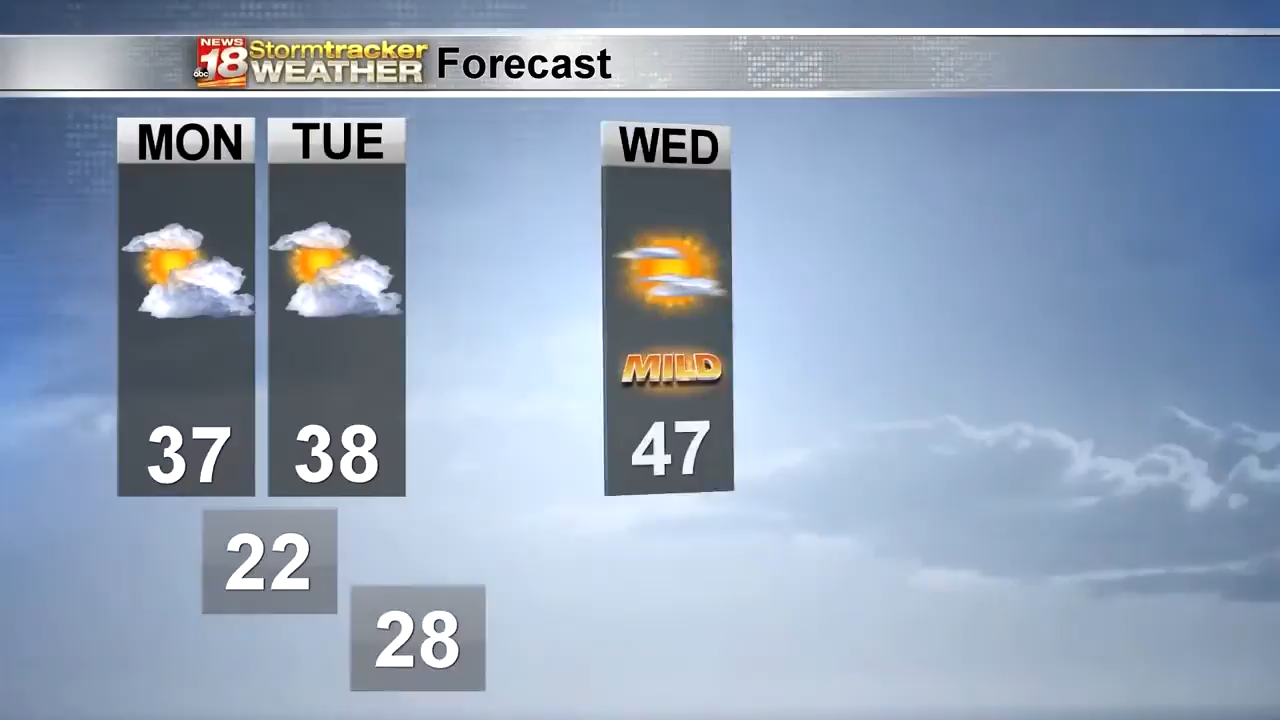 NEWS
abc 18
Stormtracker
WEATHER
Forecast
MON TUE WED
MILD
37 38 47
22
28